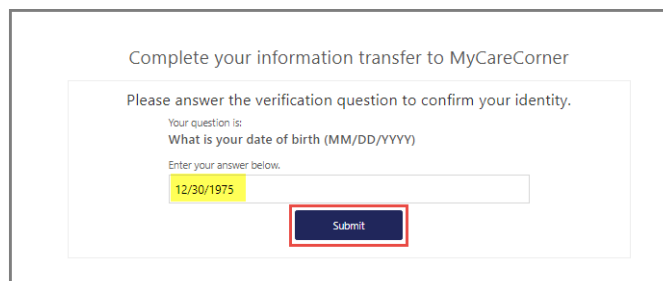 Complete your information transfer to MyCareCorner
Please answer the verification question to confirm your identity.
Your question is:
What is your date of birth (MM/DD/YYYY)
Enter your answer below.
12/30/1975
Submit